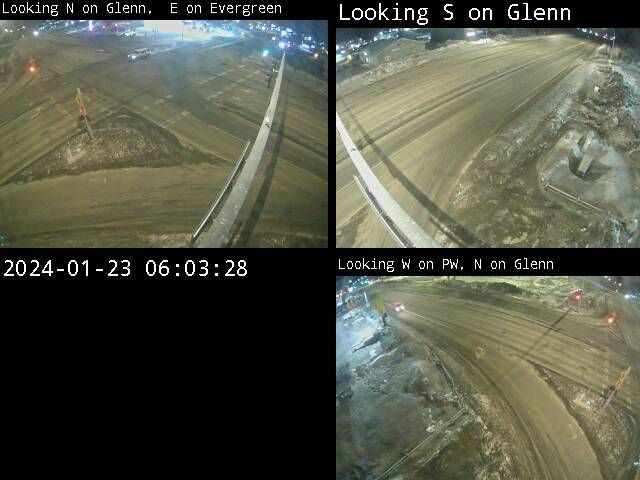 Looking N on Glenn,  E on Evergreen
Looking S on Glenn
2024-01-23 06:03:28
Looking W on PW, N on Glenn